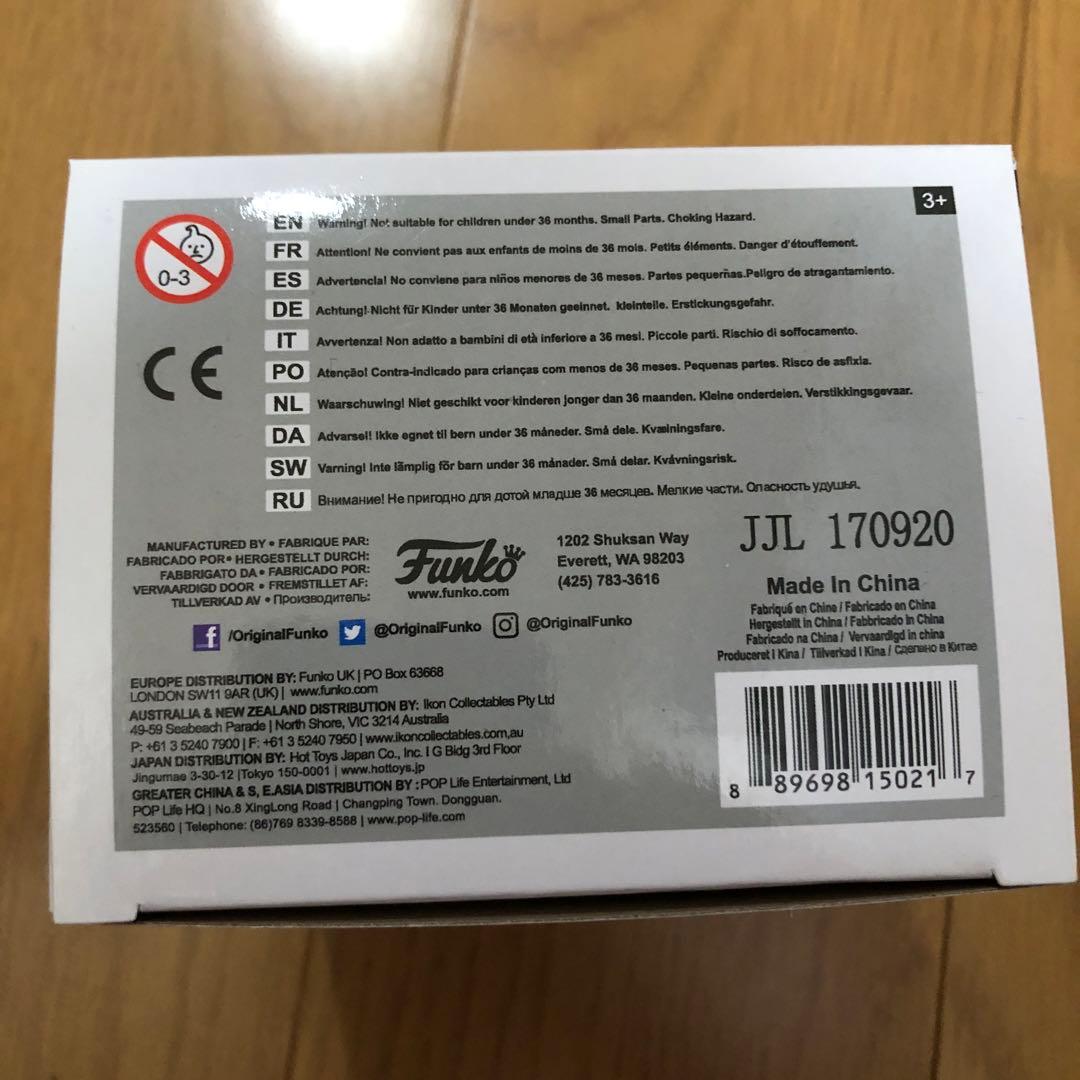 3+
0-3
EN Warning! Not suitable for children under 36 months. Small Parts. Choking Hazard.
FR Attention! Ne convient pas aux enfants de moins de 36 mois. Petits éléments. Danger d'étouffement.
ES Advertencia! No conviene para niños menores de 36 meses. Partes pequerñas.Peligro de atragantamiento.
DE Achtung! Nicht für Kinder unter 36 Monaten geeinnet. kleinteile. Erstickungsgefahr.
IT Avvertenza! Non adatto a bambini di età inferiore a 36 mesi. Piccole parti. Rischio di soffocamento.
PO Atenção! Contra-indicado para crianças com menos de 36 meses. Pequenas partes. Risco de asfixia.
NL Waarschuwing! Niet geschikt voor kinderen jonger dan 36 maanden. Kleine onderdelen. Verstikkingsgevaar.
DA Advarsel! Ikke egnet til bern under 36 måneder. Små dele. Kvælningsfare.
SW Varning! Inte lämplig för barn under 36 månader. Små delar. Kvävningsrisk.
RU Внимание! Не пригодно для дотой младше 36 месяцев. Мелкие части. Опасность удушья.
CE
MANUFACTURED BY • FABRIQUE PAR:
FABRICADO POR• HERGESTELLT DURCH:
FABBRIGATO DA • FABRICADO POR:
VERVAARDIGD DOOR • FREMSTILLET AF:
TILLVERKAD AV • Производитель:
Funko
www.funko.com
1202 Shuksan Way
Everett, WA 98203
(425) 783-3616
JJL 170920
Made In China
Fabriqué en Chine / Fabricado en China
Hergestellt in China / Fabbricado in China
Fabricado na China / Vervaardigd in china
Produceret I Kina / Tillverkad I Kina / Сделано в Китае
f /OriginalFunko @OriginalFunko @OriginalFunko
EUROPE DISTRIBUTION BY: Funko UK | PO Box 63668
LONDON SW11 9AR (UK) | www.funko.com
AUSTRALIA & NEW ZEALAND DISTRIBUTION BY: Ikon Collectables Pty Ltd
49-59 Seabeach Parade | North Shore, VIC 3214 Australia
P: +61 3 5240 7900 | F: +61 3 5240 7950 | www.ikoncollectables.com,au
JAPAN DISTRIBUTION BY: Hot Toys Japan Co., Inc. I G Bidg 3rd Floor
Jingumae 3-30-12 |Tokyo 150-0001 | www.hottoys.jp
GREATER CHINA & S, E.ASIA DISTRIBUTION BY :POP Life Entertainment, Ltd
POP Life HQ | No.8 XingLong Road | Changping Town. Dongguan.
523560 | Telephone: (86)769 8339-8588 | www.pop-life.com
8 89698 15021 7